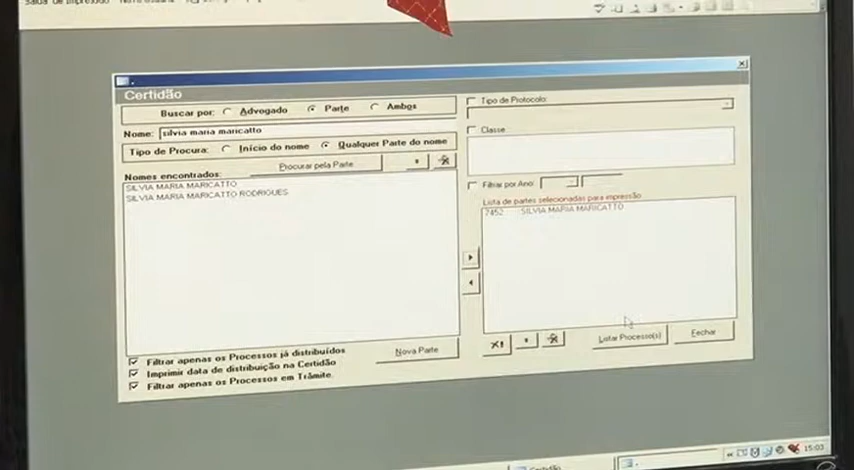 Certidão
Buscar por: Advogado Parte Ambos
Nome: silvia maria maricatto
Tipo de Procura: Início do nome Qualquer Parte do nome
Procurar pela Parte
Nomes encontrados:
SILVIA MARIA MARICATTO
SILVIA MARIA MARICATTO RODRIGUES
Filtrar apenas os Processos já distribuídos
Imprimir data de distribuição na Certidão
Filtrar apenas os Processos em Trâmite
Nova Parte
Tipo de Protocolo:
Classe
Filtrar por Ano:
Lista de partes selecionadas para impressão
7452 SILVIA MARIA MARICATTO
Listar Processo(s)
Fechar
Certidão
15:03